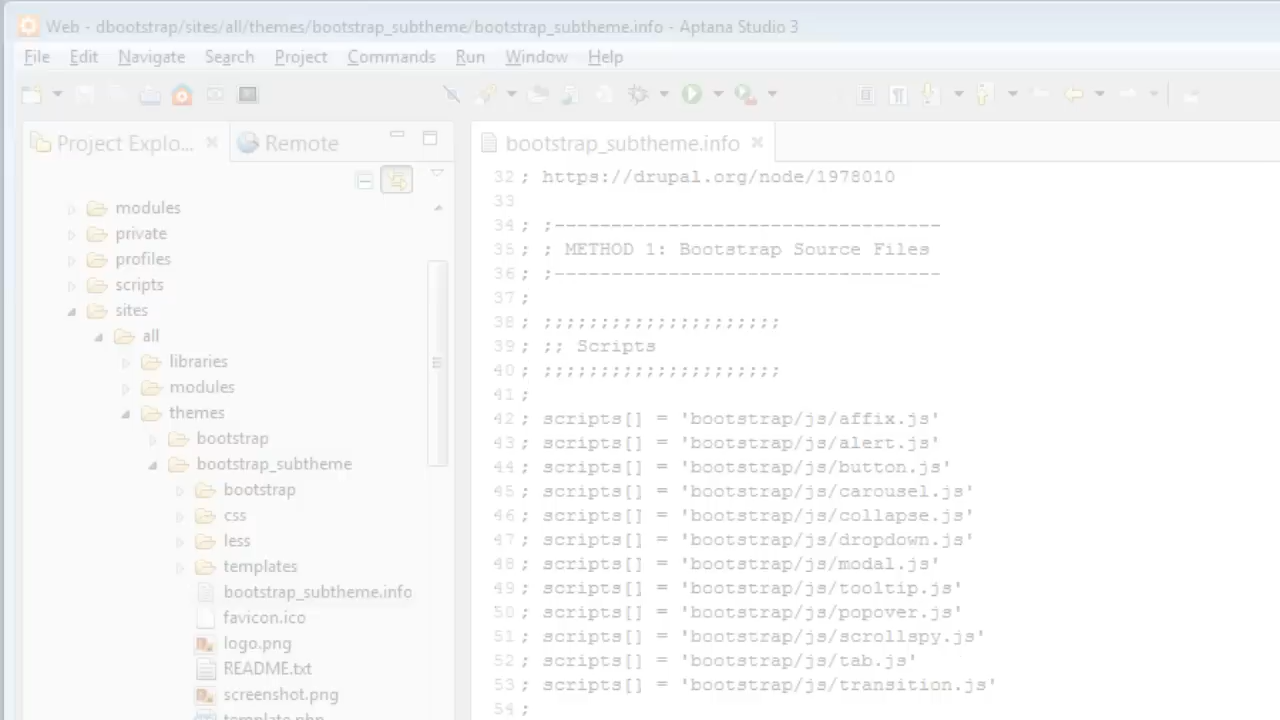 Web - dbootstrap/sites/all/themes/bootstrap_subtheme/bootstrap_subtheme.info - Aptana Studio 3
File Edit Navigate Search Project Commands Run Window Help
Project Explo...
Remote
modules
private
profiles
scripts
sites
all
libraries
modules
themes
bootstrap
bootstrap_subtheme
bootstrap
css
less
templates
bootstrap_subtheme.info
favicon.ico
logo.png
README.txt
screenshot.png
template.php
bootstrap_subtheme.info
32 ; https://drupal.org/node/1978010
33
34 ; ;----------------------------------
35 ; ; METHOD 1: Bootstrap Source Files
36 ; ;----------------------------------
37 ;
38 ; ;;;;;;;;;;;;;;;;;;;;;
39 ; ;; Scripts
40 ; ;;;;;;;;;;;;;;;;;;;;;
41 ;
42 ; scripts[] = 'bootstrap/js/affix.js'
43 ; scripts[] = 'bootstrap/js/alert.js'
44 ; scripts[] = 'bootstrap/js/button.js'
45 ; scripts[] = 'bootstrap/js/carousel.js'
46 ; scripts[] = 'bootstrap/js/collapse.js'
47 ; scripts[] = 'bootstrap/js/dropdown.js'
48 ; scripts[] = 'bootstrap/js/modal.js'
49 ; scripts[] = 'bootstrap/js/tooltip.js'
50 ; scripts[] = 'bootstrap/js/popover.js'
51 ; scripts[] = 'bootstrap/js/scrollspy.js'
52 ; scripts[] = 'bootstrap/js/tab.js'
53 ; scripts[] = 'bootstrap/js/transition.js'
54 ;